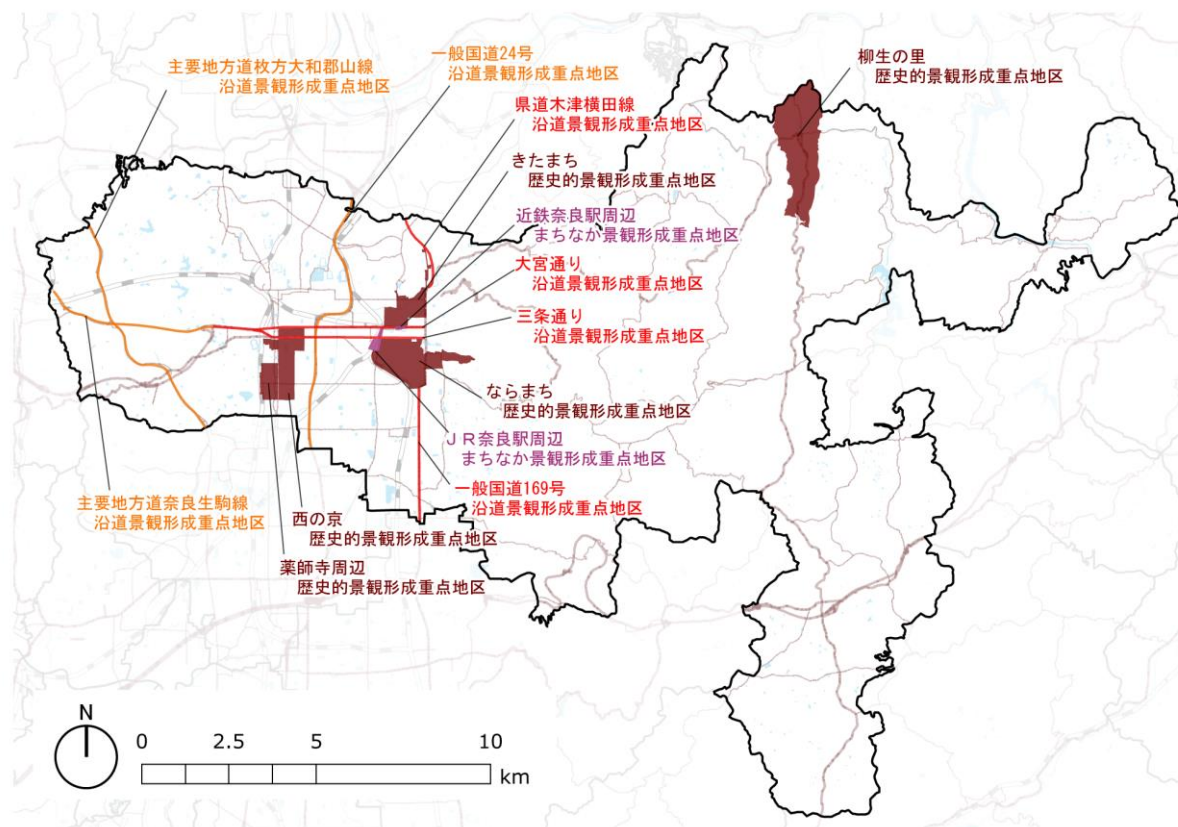 主要地方道枚方大和郡山線
沿道景観形成重点地区
一般国道24号
沿道景観形成重点地区
県道木津横田線
沿道景観形成重点地区
きたまち
歴史的景観形成重点地区
近鉄奈良駅周辺
まちなか景観形成重点地区
大宮通り
沿道景観形成重点地区
三条通り
沿道景観形成重点地区
ならまち
歴史的景観形成重点地区
ＪＲ奈良駅周辺
まちなか景観形成重点地区
一般国道169号
沿道景観形成重点地区
柳生の里
歴史的景観形成重点地区
主要地方道奈良生駒線
沿道景観形成重点地区
西の京
歴史的景観形成重点地区
薬師寺周辺
歴史的景観形成重点地区
N
0 2.5 5 10
km